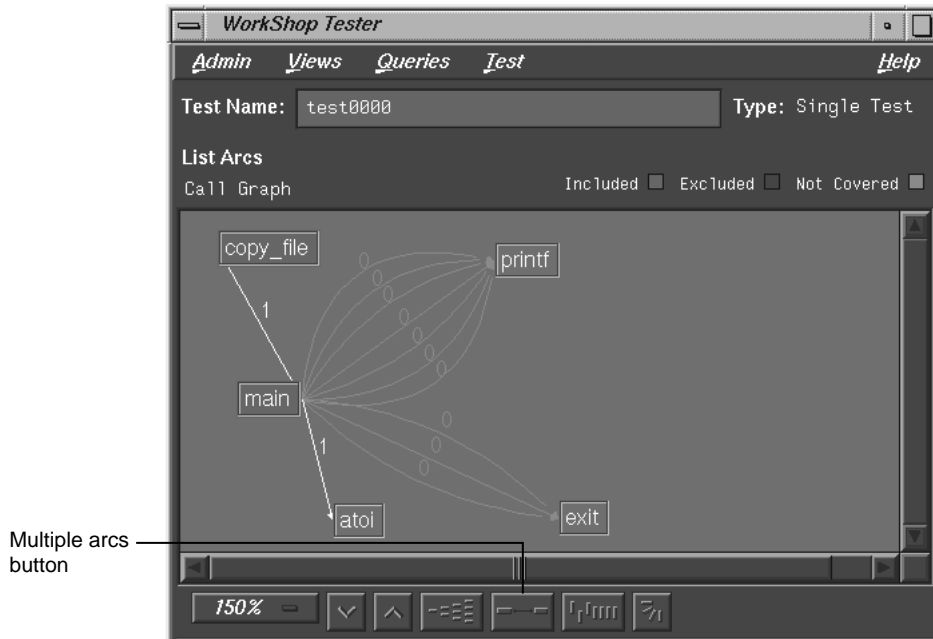 WorkShop Tester
Admin Views Queries Test Help
Test Name: test0000 Type: Single Test
List Arcs
Call Graph Included Excluded Not Covered
copy_file
printf
0
0
0
0
0
0
1
main
0
0
0
1
atoi
exit
Multiple arcs
button
150%